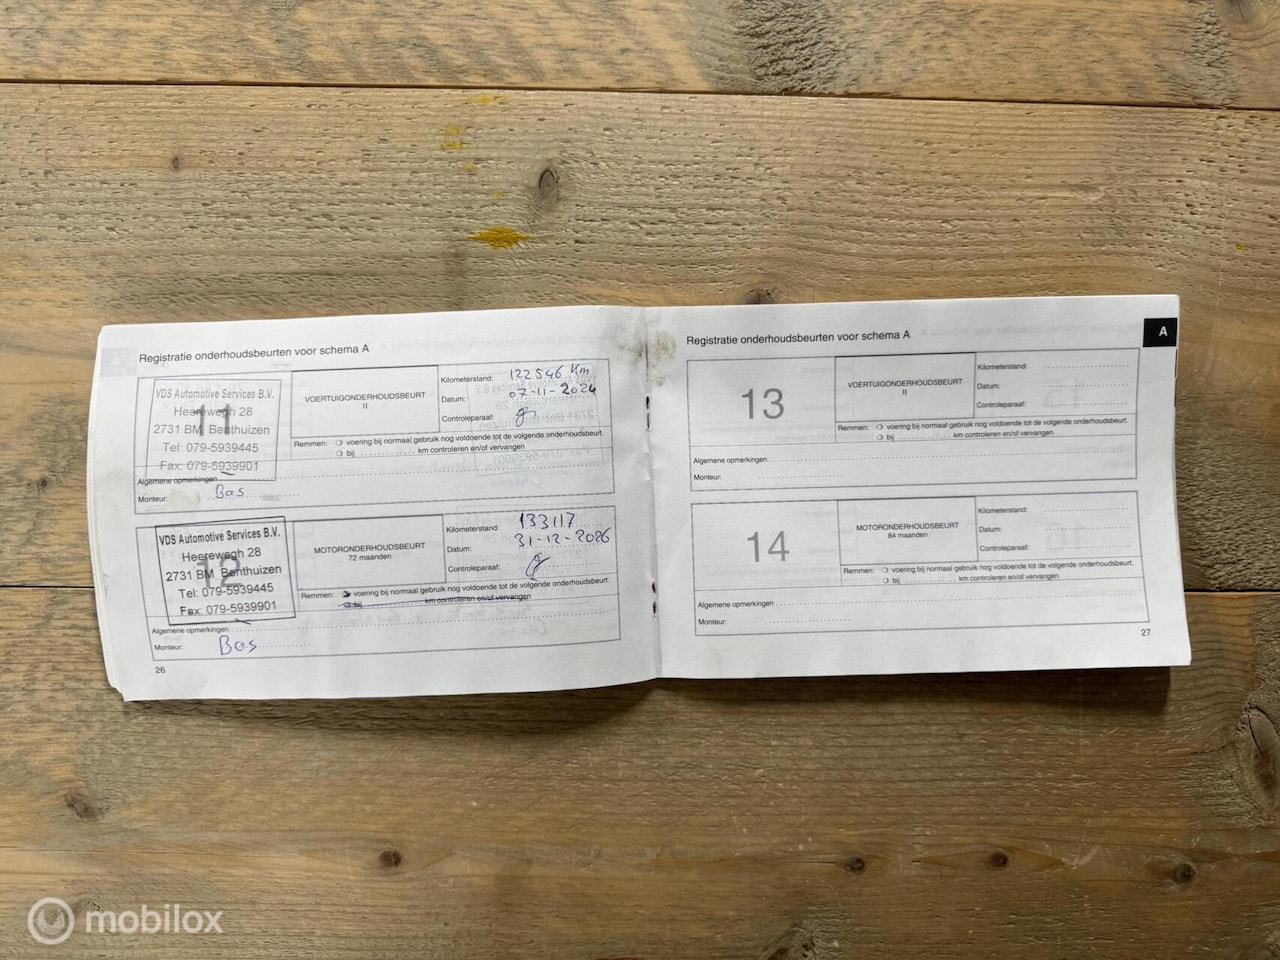 Registratie onderhoudsbeurten voor schema A
VDS Automotive Services B.V.
11
Heerewegh 28
2731 BM Benthuizen
Tel: 079-5939445
Fax: 079-5939901
VOERTUIGONDERHOUDSBEURT
II
Kilometerstand: 122546 Km
Datum: 07-11-2024
Controleparaaf:
Remmen: voering bij normaal gebruik nog voldoende tot de volgende onderhoudsbeurt.
bij .................... km controleren en/of vervangen
Algemene opmerkingen
Monteur: Bas
VDS Automotive Services B.V.
12
Heerewegh 28
2731 BM Benthuizen
Tel: 079-5939445
Fax: 079-5939901
MOTORONDERHOUDSBEURT
72 maanden
Kilometerstand: 133117
Datum: 31-12-2026
Controleparaaf:
Remmen: voering bij normaal gebruik nog voldoende tot de volgende onderhoudsbeurt.
bij .................... km controleren en/of vervangen
Algemene opmerkingen
Monteur: Bas
26
Registratie onderhoudsbeurten voor schema A
A
13
VOERTUIGONDERHOUDSBEURT
II
Kilometerstand:
Datum:
Controleparaaf:
Remmen: voering bij normaal gebruik nog voldoende tot de volgende onderhoudsbeurt.
bij .................... km controleren en/of vervangen
Algemene opmerkingen
Monteur:
14
MOTORONDERHOUDSBEURT
84 maanden
Kilometerstand:
Datum:
Controleparaaf:
Remmen: voering bij normaal gebruik nog voldoende tot de volgende onderhoudsbeurt.
bij .................... km controleren en/of vervangen
Algemene opmerkingen
Monteur:
27
mobilox